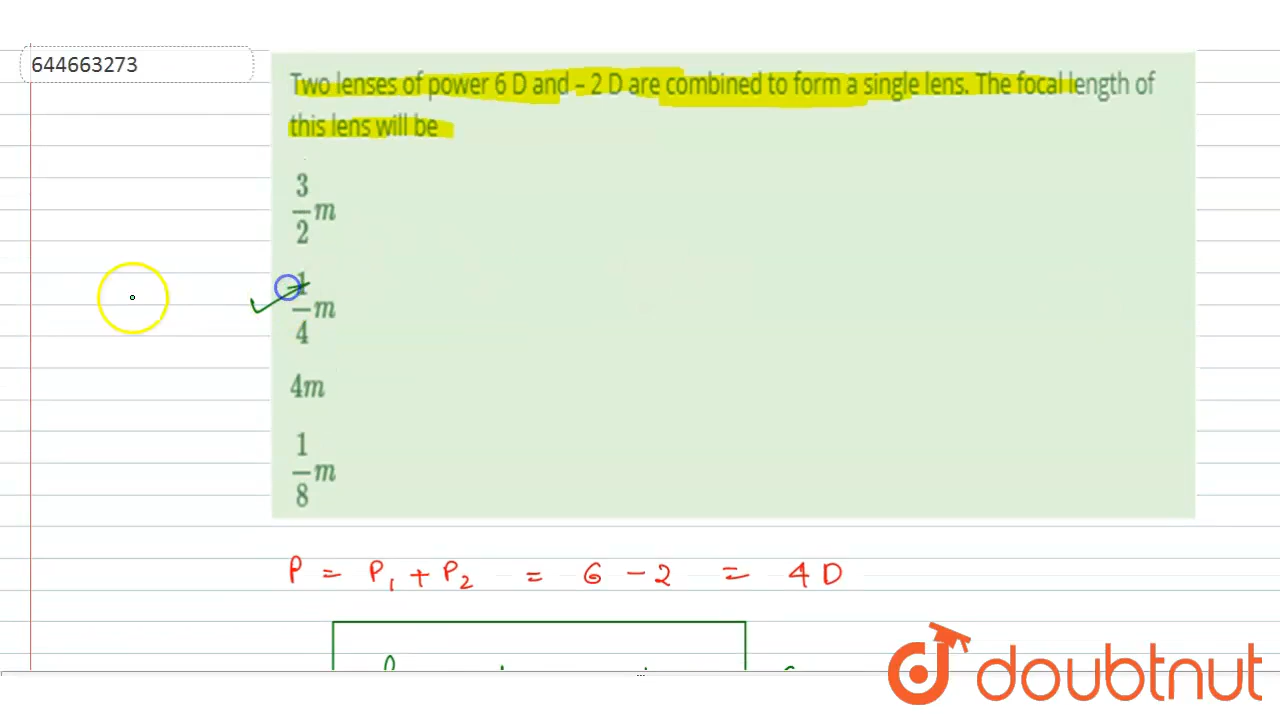 644663273
Two lenses of power 6 D and – 2 D are combined to form a single lens. The focal length of
this lens will be
3/2 m
1/4 m
4m
1/8 m
P = P₁ + P₂ = 6 - 2 = 4 D
doubtnut